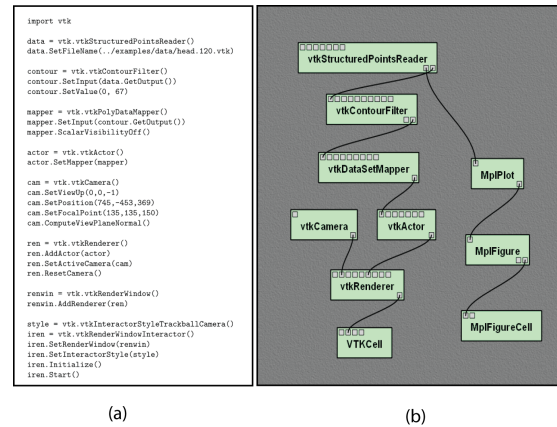 import vtk
data = vtk.vtkStructuredPointsReader()
data.SetFileName(../examples/data/head.120.vtk)
contour = vtk.vtkContourFilter()
contour.SetInput(data.GetOutput())
contour.SetValue(0, 67)
mapper = vtk.vtkPolyDataMapper()
mapper.SetInput(contour.GetOutput())
mapper.ScalarVisibilityOff()
actor = vtk.vtkActor()
actor.SetMapper(mapper)
cam = vtk.vtkCamera()
cam.SetViewUp(0,0,-1)
cam.SetPosition(745,-453,369)
cam.SetFocalPoint(135,135,150)
cam.ComputeViewPlaneNormal()
ren = vtk.vtkRenderer()
ren.AddActor(actor)
ren.SetActiveCamera(cam)
ren.ResetCamera()
renwin = vtk.vtkRenderWindow()
renwin.AddRenderer(ren)
style = vtk.vtkInteractorStyleTrackballCamera()
iren = vtk.vtkRenderWindowInteractor()
iren.SetRenderWindow(renwin)
iren.SetInteractorStyle(style)
iren.Initialize()
iren.Start()
(a)
vtkStructuredPointsReader
vtkContourFilter
vtkDataSetMapper
MplPlot
vtkCamera
vtkActor
MplFigure
vtkRenderer
MplFigureCell
VTKCell
(b)